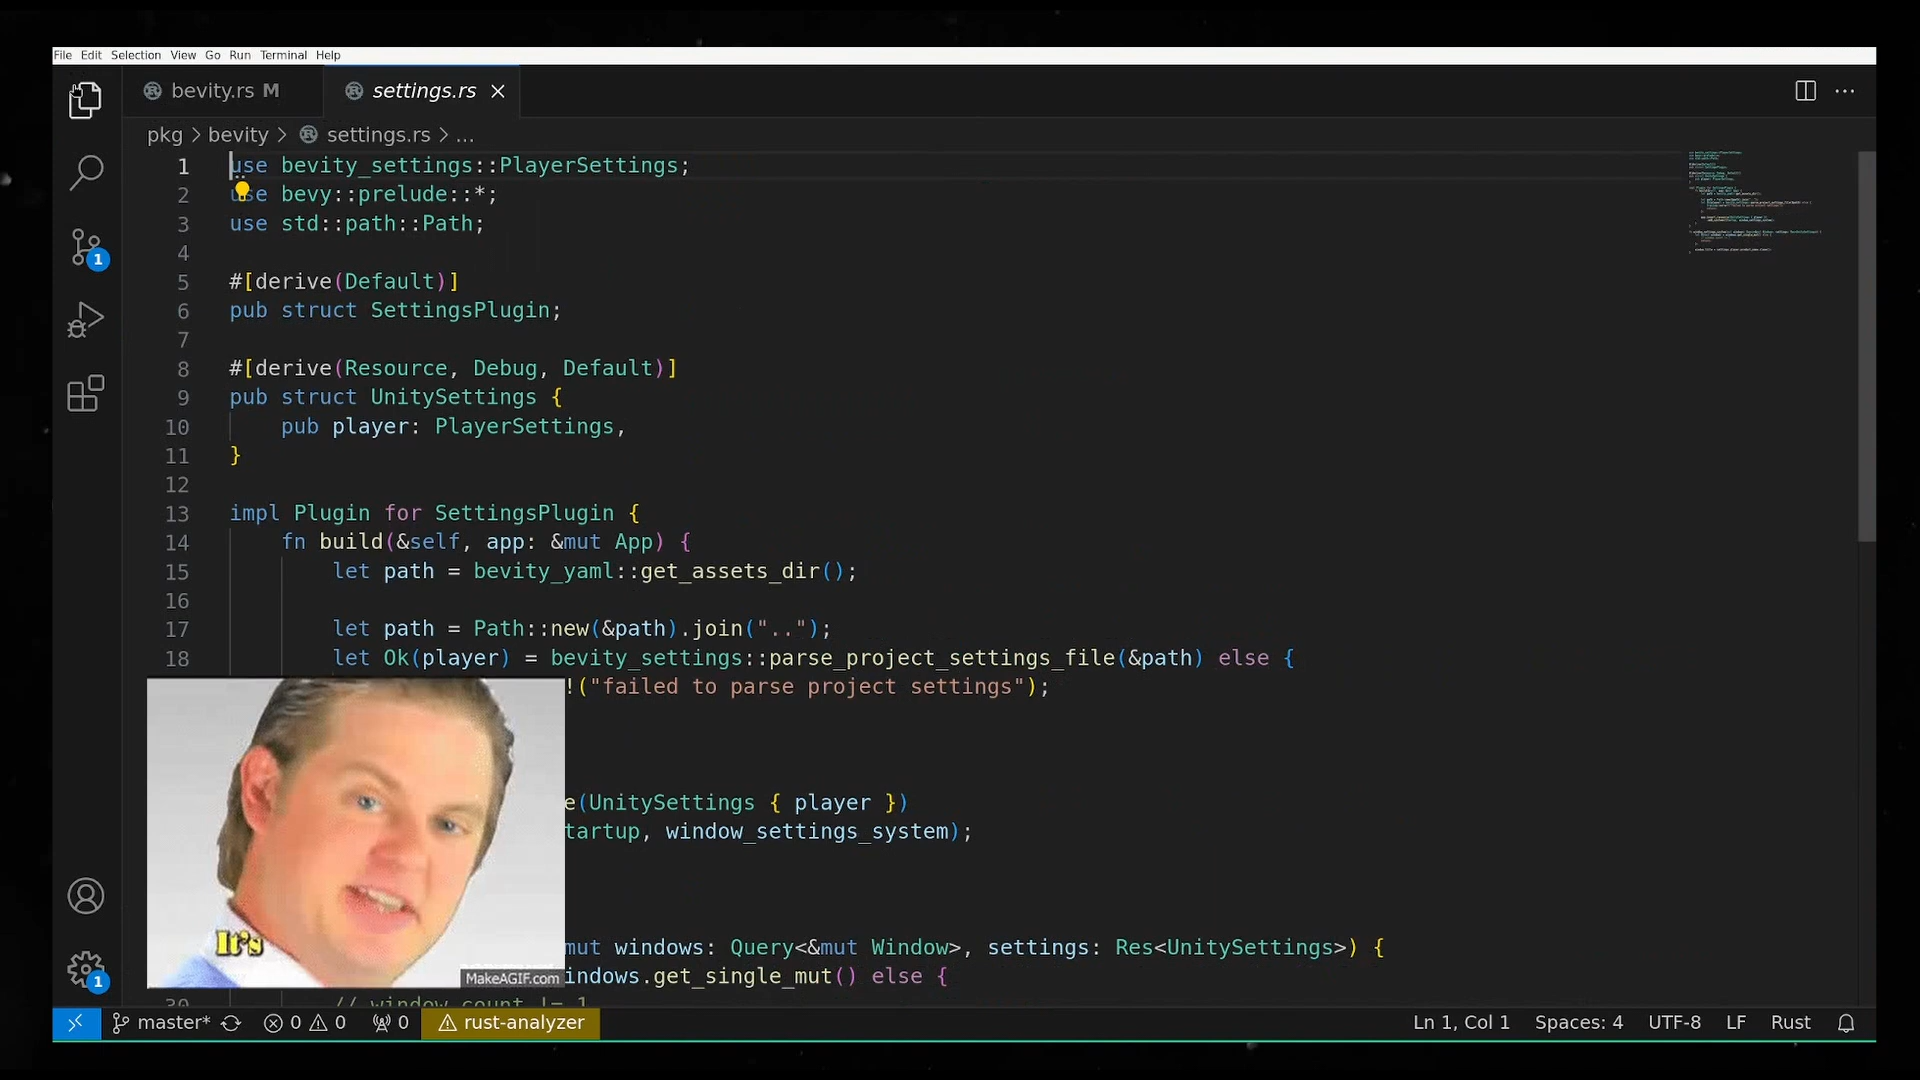 File Edit Selection View Go Run Terminal Help
bevity.rs M
settings.rs
pkg > bevity > settings.rs > ...
1 use bevity_settings::PlayerSettings;
2 use bevy::prelude::*;
3 use std::path::Path;
4
5 #[derive(Default)]
6 pub struct SettingsPlugin;
7
8 #[derive(Resource, Debug, Default)]
9 pub struct UnitySettings {
10 pub player: PlayerSettings,
11 }
12
13 impl Plugin for SettingsPlugin {
14 fn build(&self, app: &mut App) {
15 let path = bevity_yaml::get_assets_dir();
16
17 let path = Path::new(&path).join("..");
18 let Ok(player) = bevity_settings::parse_project_settings_file(&path) else {
!("failed to parse project settings");
e(UnitySettings { player })
tartup, window_settings_system);
mut windows: Query<&mut Window>, settings: Res<UnitySettings>) {
indows.get_single_mut() else {
30 // window count != 1
It's
MakeAGIF.com
1
1
master* 0 0 0 rust-analyzer Ln 1, Col 1 Spaces: 4 UTF-8 LF Rust